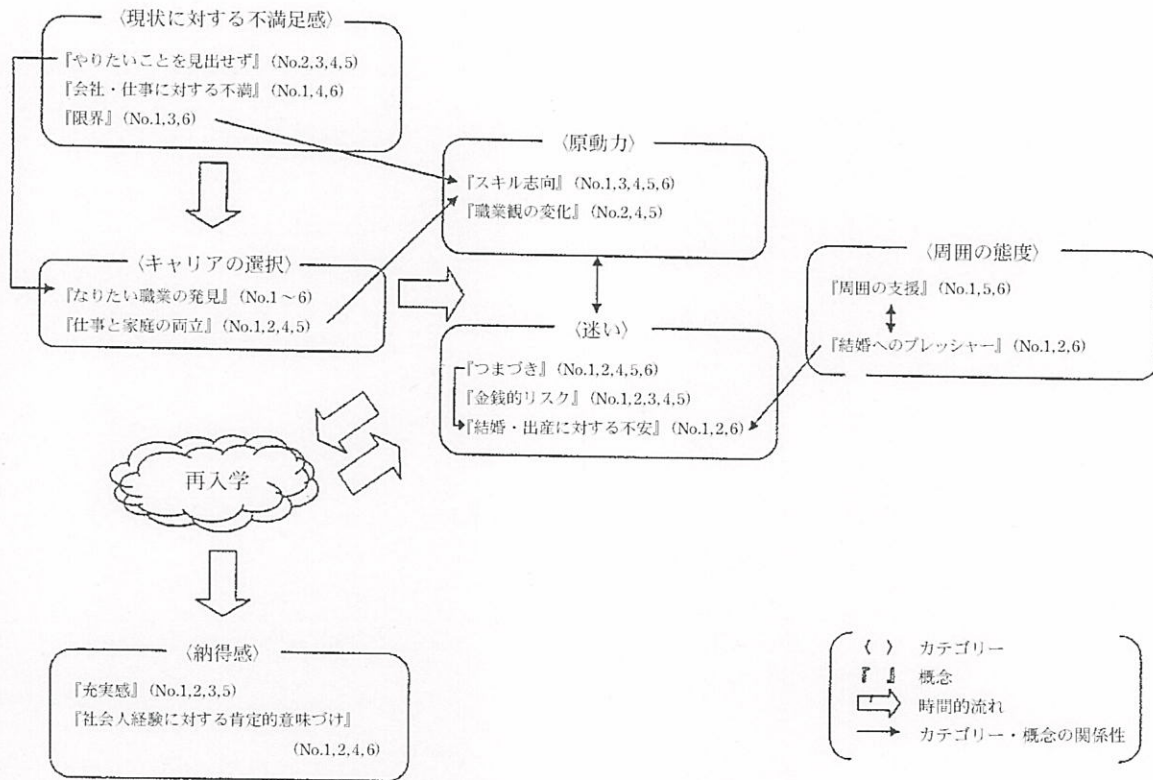 〈現状に対する不満足感〉
『やりたいことを見出せず』(No.2,3,4,5)
『会社・仕事に対する不満』(No.1,4,6)
『限界』(No.1,3,6)
〈原動力〉
『スキル志向』(No.1,3,4,5,6)
『職業観の変化』(No.2,4,5)
〈キャリアの選択〉
『なりたい職業の発見』(No.1～6)
『仕事と家庭の両立』(No.1,2,4,5)
〈周囲の態度〉
『周囲の支援』(No.1,5,6)
『結婚へのプレッシャー』(No.1,2,6)
〈迷い〉
『つまづき』(No.1,2,4,5,6)
『金銭的リスク』(No.1,2,3,4,5)
『結婚・出産に対する不安』(No.1,2,6)
再入学
〈納得感〉
『充実感』(No.1,2,3,5)
『社会人経験に対する肯定的意味づけ』
(No.1,2,4,6)
〈 〉 カテゴリー
『 』 概念
時間的流れ
カテゴリー・概念の関係性